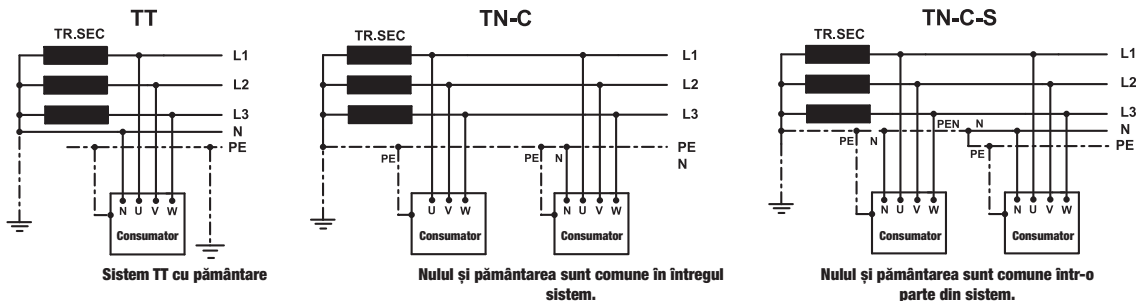 TT
TR.SEC
L1
L2
L3
N
PE
N U V W
Consumator
Sistem TT cu pământare
TN-C
TR.SEC
L1
L2
L3
PE
N
PE
PE N
U V W
N U V W
Consumator
Consumator
Nulul și pământarea sunt comune în întregul
sistem.
TN-C-S
TR.SEC
L1
L2
L3
PEN N
N
PE N
PE
PE
N U V W
N U V W
Consumator
Consumator
Nulul și pământarea sunt comune într-o
parte din sistem.